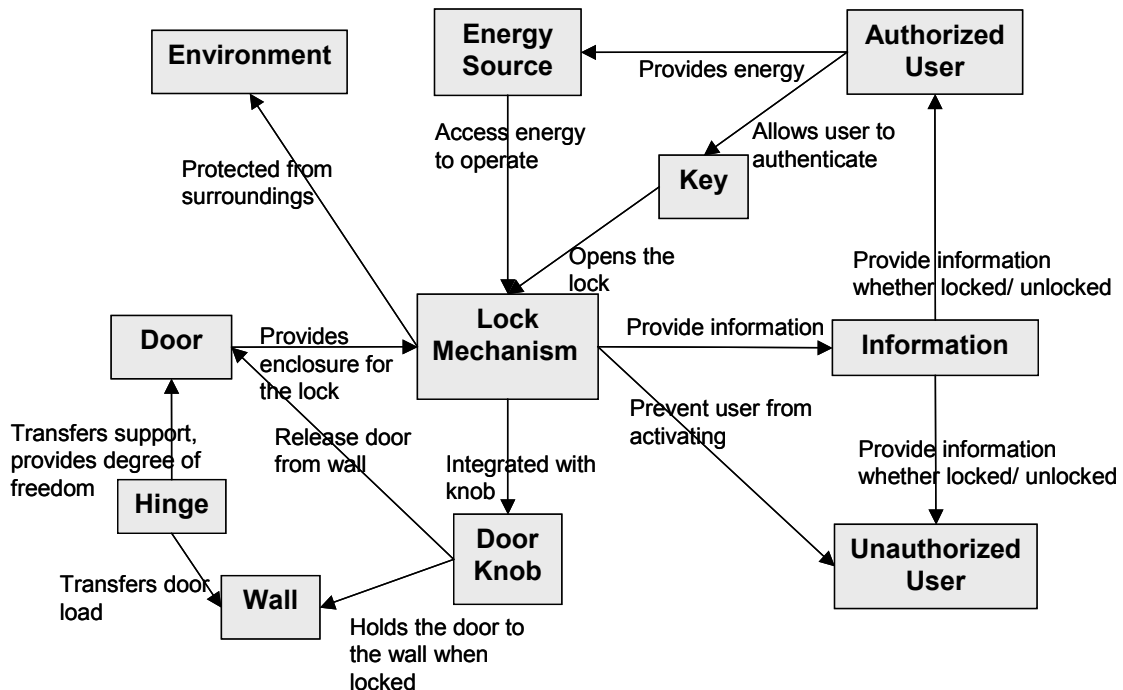 Environment
Energy
Source
Authorized
User
Provides energy
Access energy
to operate
Allows user to
authenticate
Key
Protected from
surroundings
Opens the
lock
Provide information
whether locked/ unlocked
Door
Provides
enclosure for
the lock
Lock
Mechanism
Provide information
Information
Prevent user from
activating
Transfers support,
provides degree of
freedom
Release door
from wall
Integrated with
knob
Provide information
whether locked/ unlocked
Hinge
Door
Knob
Unauthorized
User
Transfers door
load
Wall
Holds the door to
the wall when
locked